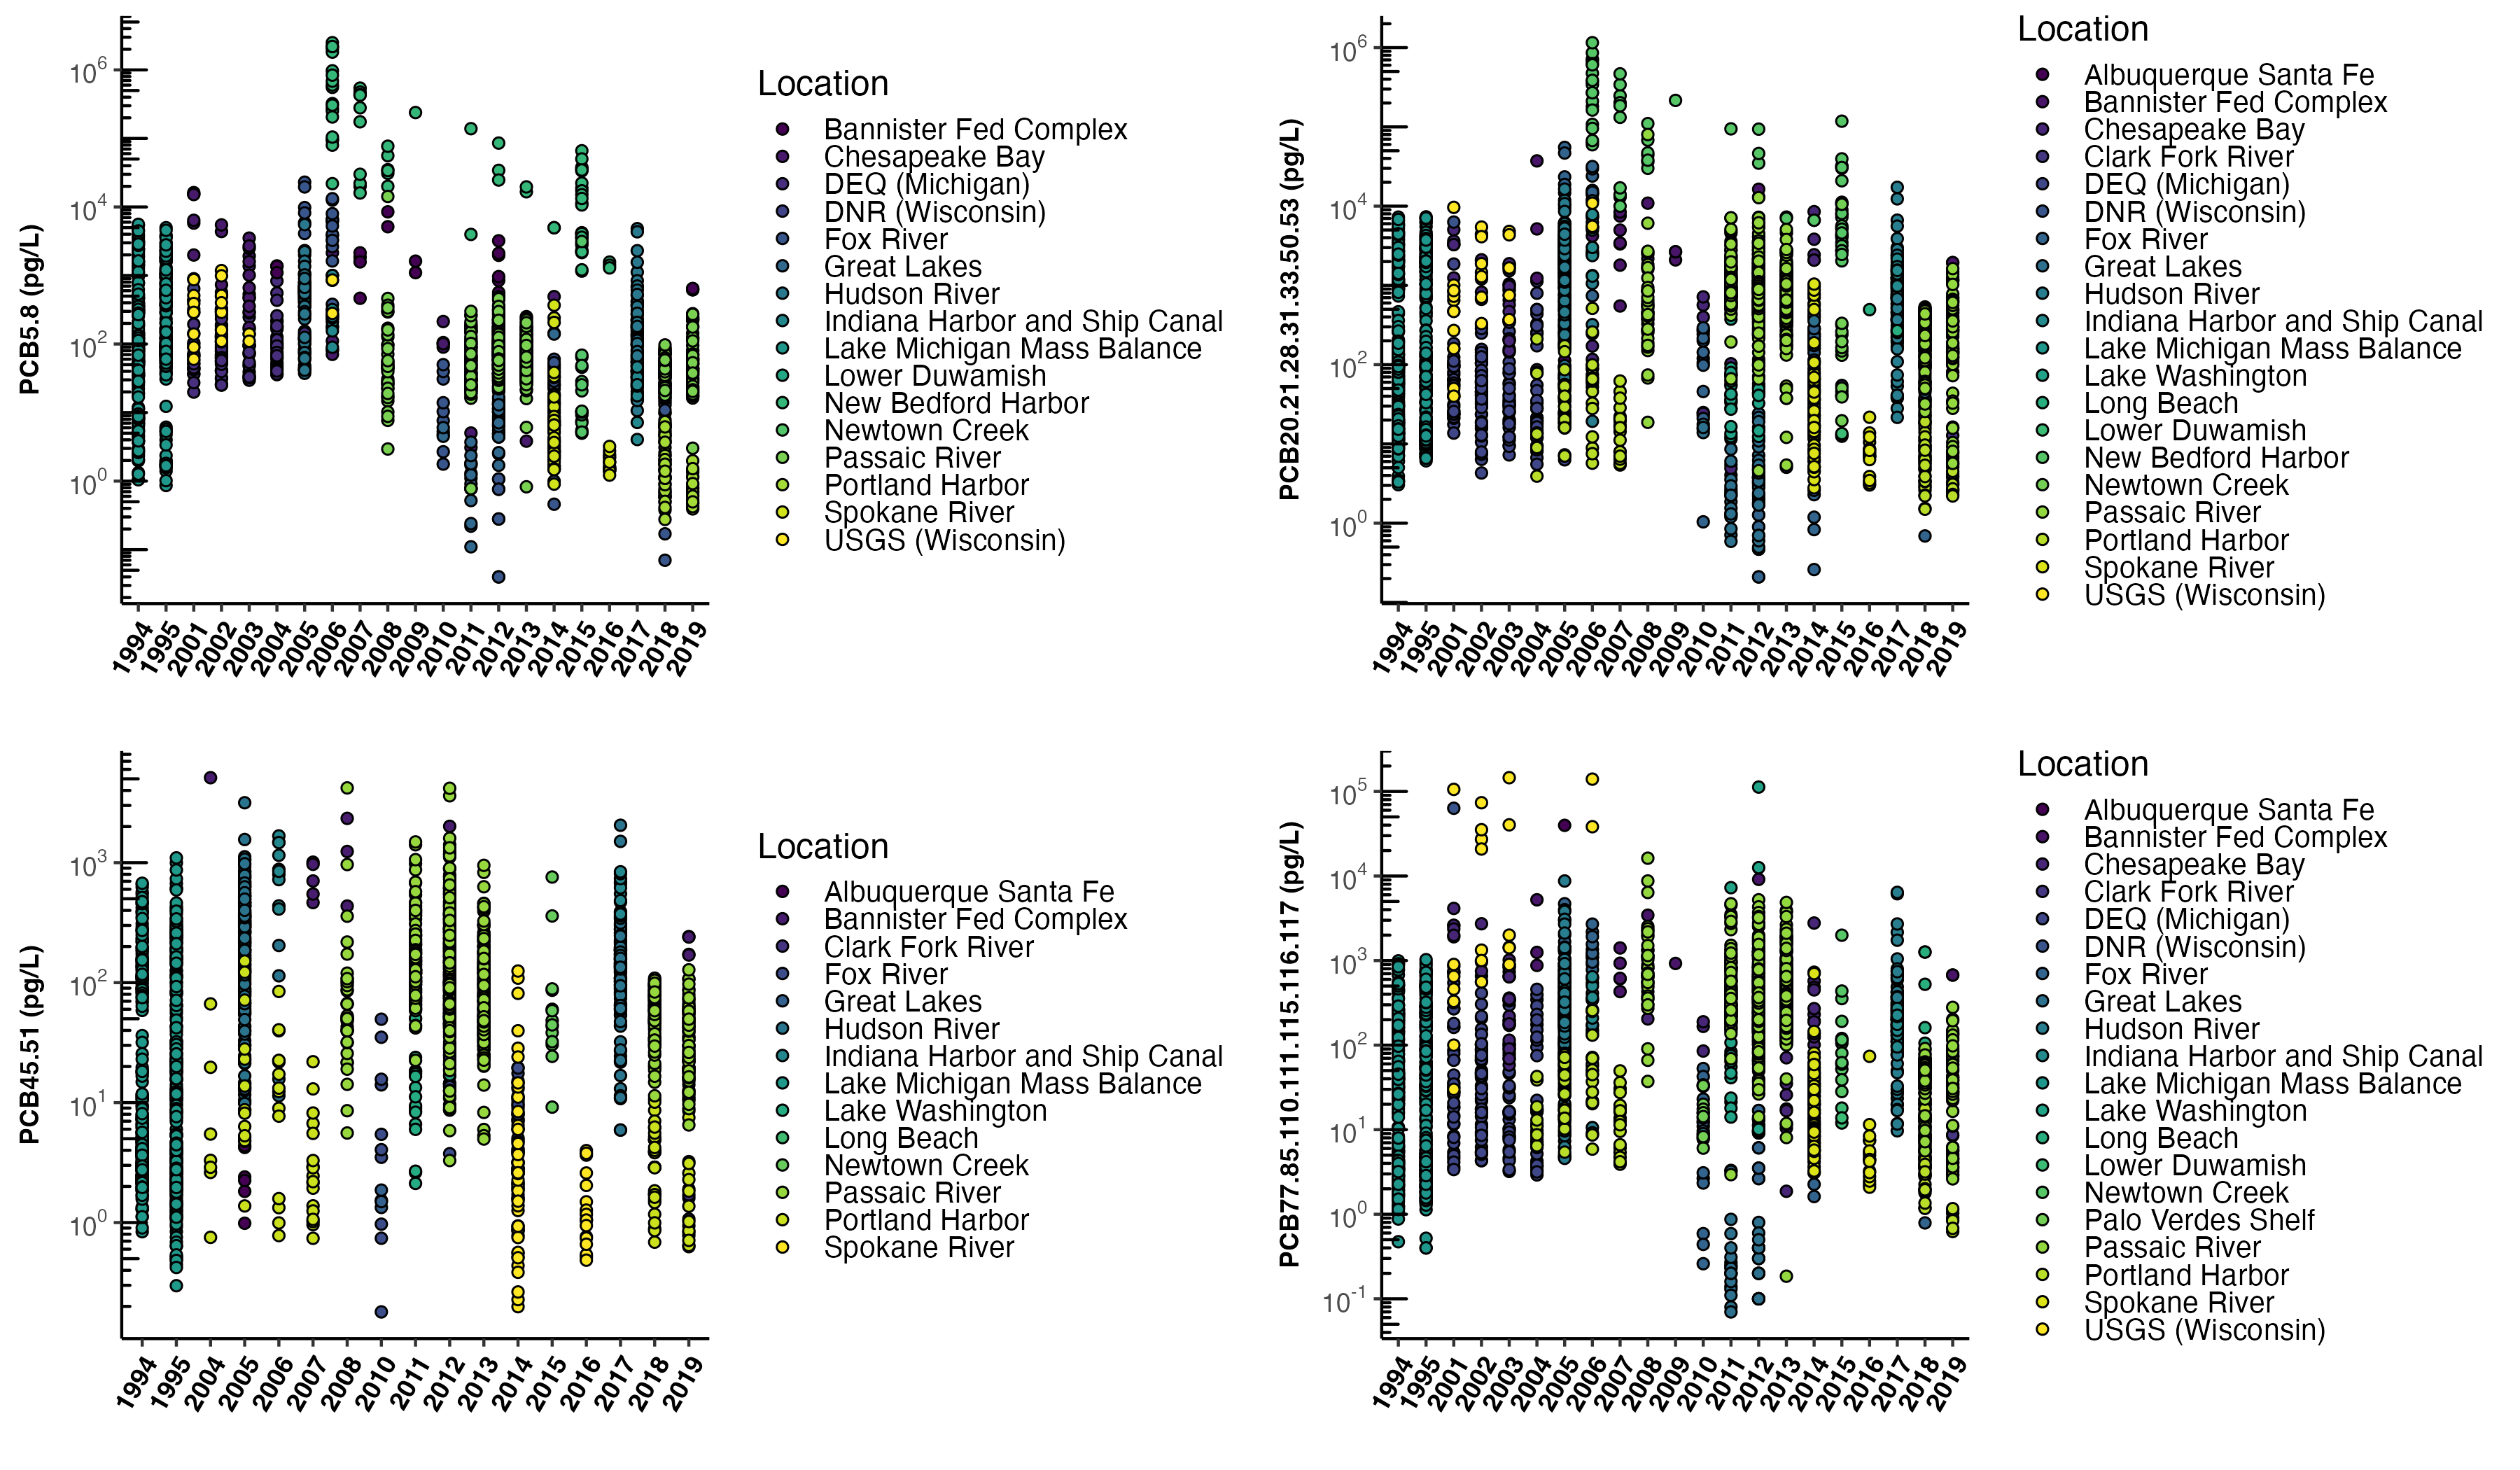 PCB5.8 (pg/L)
10^6
10^4
10^2
10^0
1994 1995 2001 2002 2003 2004 2005 2006 2007 2008 2009 2010 2011 2012 2013 2014 2015 2016 2017 2018 2019
Location
Bannister Fed Complex
Chesapeake Bay
DEQ (Michigan)
DNR (Wisconsin)
Fox River
Great Lakes
Hudson River
Indiana Harbor and Ship Canal
Lake Michigan Mass Balance
Lower Duwamish
New Bedford Harbor
Newtown Creek
Passaic River
Portland Harbor
Spokane River
USGS (Wisconsin)
PCB20.21.28.31.33.50.53 (pg/L)
10^6
10^4
10^2
10^0
1994 1995 2001 2002 2003 2004 2005 2006 2007 2008 2009 2010 2011 2012 2013 2014 2015 2016 2017 2018 2019
Location
Albuquerque Santa Fe
Bannister Fed Complex
Chesapeake Bay
Clark Fork River
DEQ (Michigan)
DNR (Wisconsin)
Fox River
Great Lakes
Hudson River
Indiana Harbor and Ship Canal
Lake Michigan Mass Balance
Lake Washington
Long Beach
Lower Duwamish
New Bedford Harbor
Newtown Creek
Passaic River
Portland Harbor
Spokane River
USGS (Wisconsin)
PCB45.51 (pg/L)
10^3
10^2
10^1
10^0
1994 1995 2004 2005 2006 2007 2008 2010 2011 2012 2013 2014 2015 2016 2017 2018 2019
Location
Albuquerque Santa Fe
Bannister Fed Complex
Clark Fork River
Fox River
Great Lakes
Hudson River
Indiana Harbor and Ship Canal
Lake Michigan Mass Balance
Lake Washington
Long Beach
Newtown Creek
Passaic River
Portland Harbor
Spokane River
PCB77.85.110.111.115.116.117 (pg/L)
10^5
10^4
10^3
10^2
10^1
10^0
10^-1
1994 1995 2001 2002 2003 2004 2005 2006 2007 2008 2009 2010 2011 2012 2013 2014 2015 2016 2017 2018 2019
Location
Albuquerque Santa Fe
Bannister Fed Complex
Chesapeake Bay
Clark Fork River
DEQ (Michigan)
DNR (Wisconsin)
Fox River
Great Lakes
Hudson River
Indiana Harbor and Ship Canal
Lake Michigan Mass Balance
Lake Washington
Long Beach
Lower Duwamish
Newtown Creek
Palo Verdes Shelf
Passaic River
Portland Harbor
Spokane River
USGS (Wisconsin)